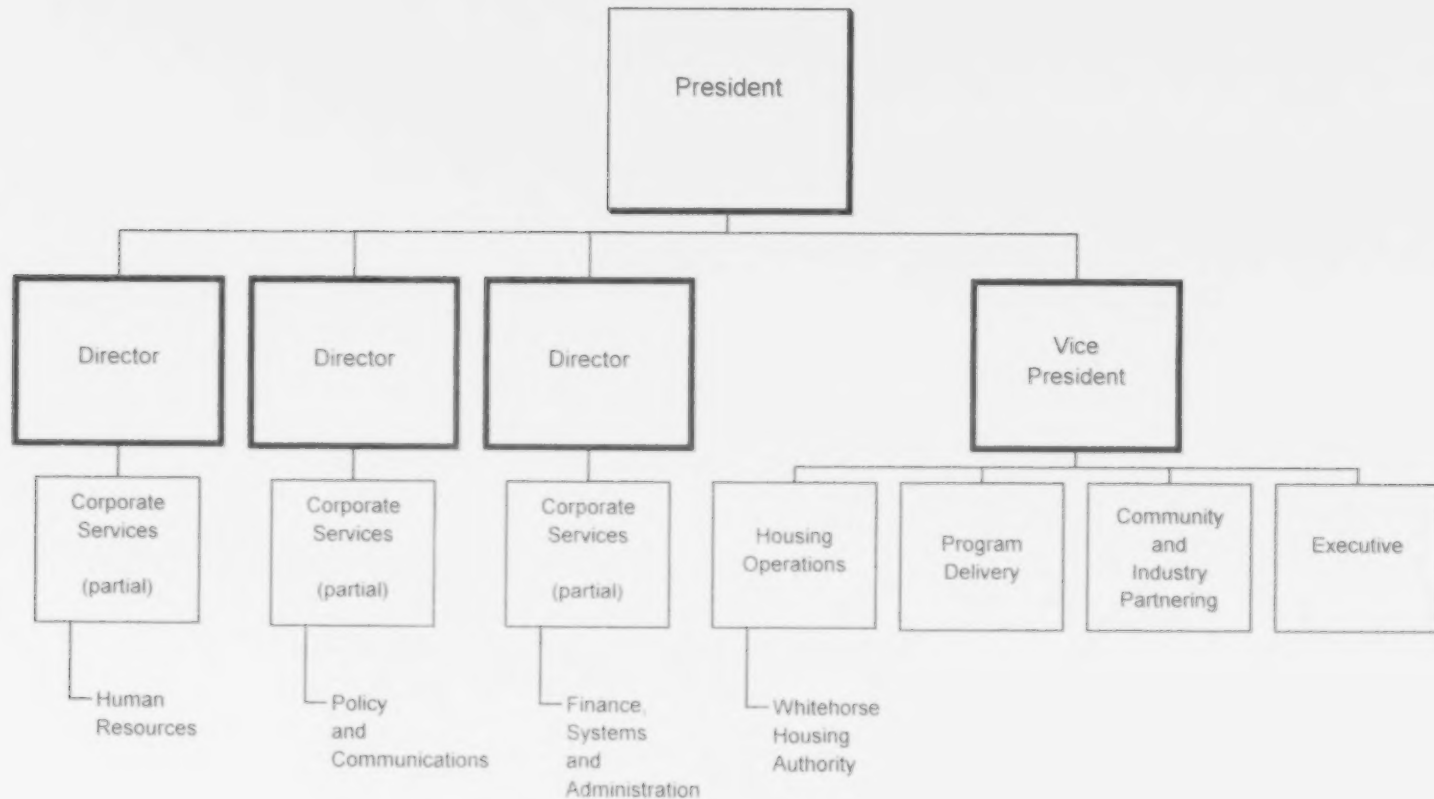 President
Director
Director
Director
Vice
President
Corporate
Services
(partial)
Corporate
Services
(partial)
Corporate
Services
(partial)
Housing
Operations
Program
Delivery
Community
and
Industry
Partnering
Executive
Human
Resources
Policy
and
Communications
Finance,
Systems
and
Administration
Whitehorse
Housing
Authority